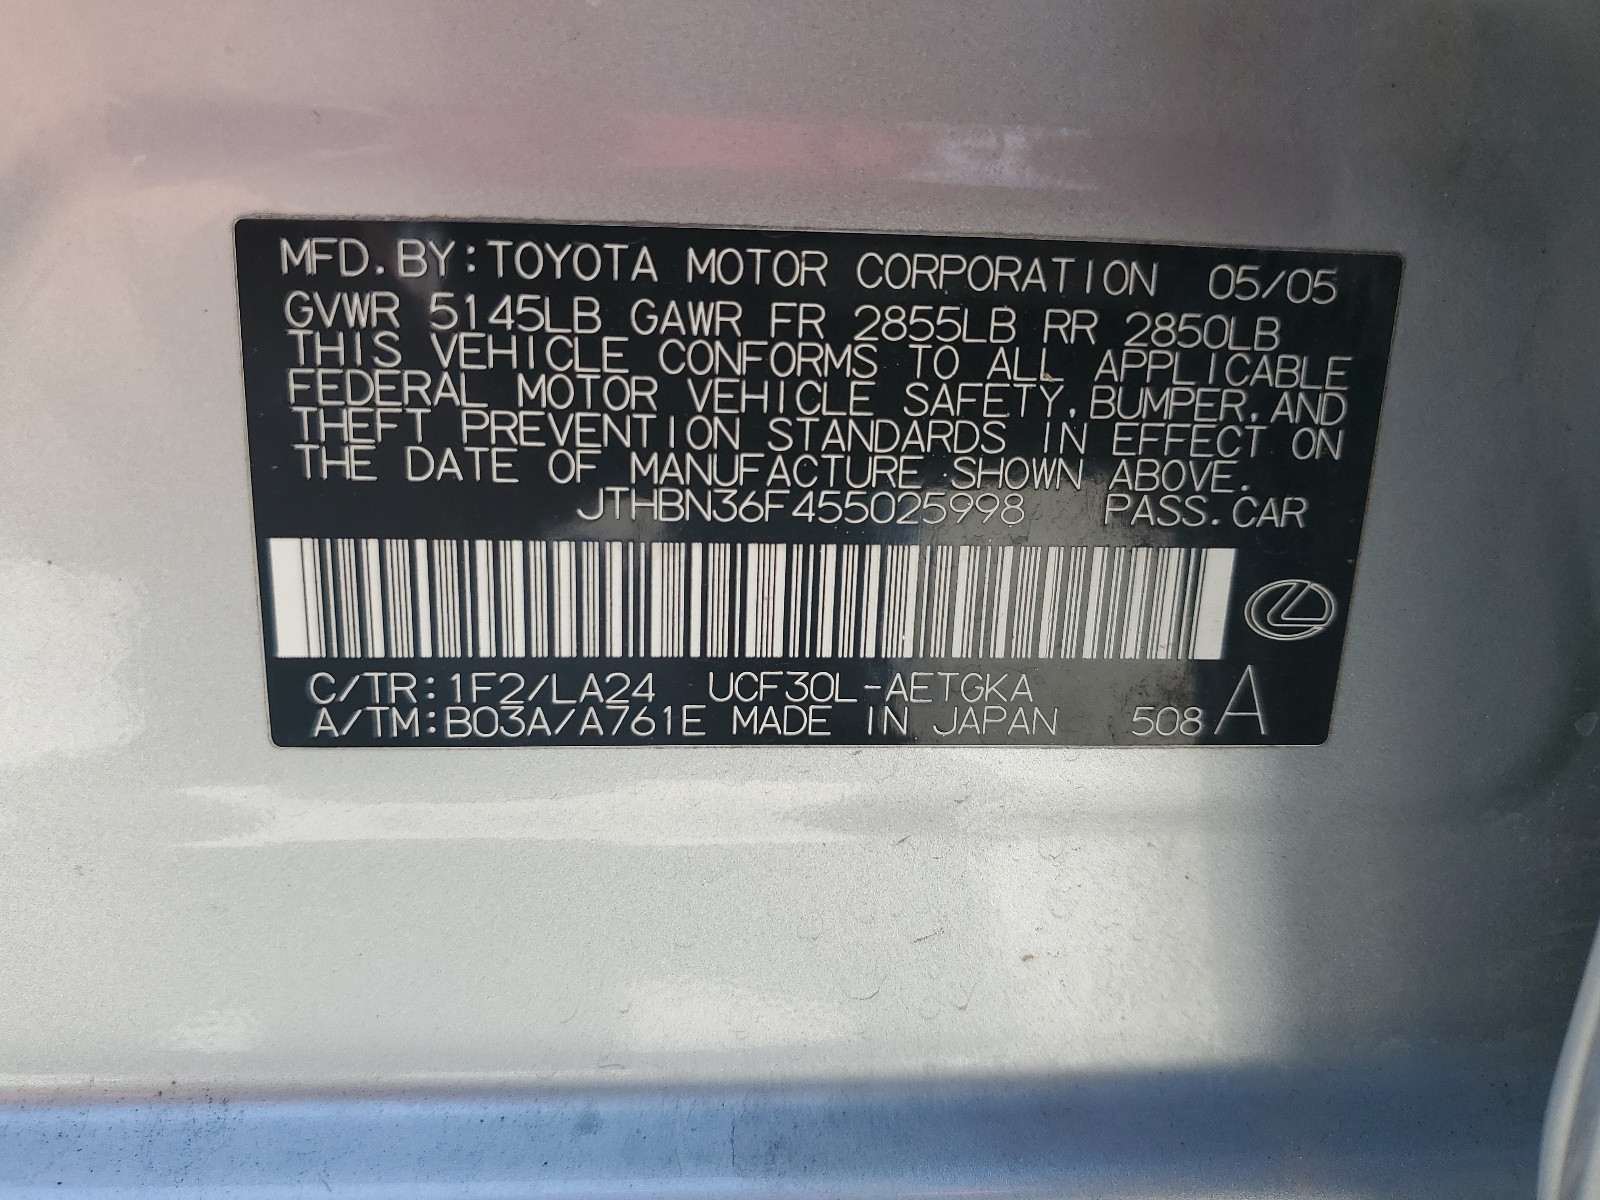 MFD. BY: TOYOTA MOTOR CORPORATION 05/05
GVWR 5145LB GAWR FR 2855LB RR 2850LB
THIS VEHICLE CONFORMS TO ALL APPLICABLE
FEDERAL MOTOR VEHICLE SAFETY, BUMPER, AND
THEFT PREVENTION STANDARDS IN EFFECT ON
THE DATE OF MANUFACTURE SHOWN ABOVE.
JTHBN36F455025998 PASS. CAR
C/TR: 1F2/LA24 UCF30L-AETGKA
A/TM: B03A/A761E MADE IN JAPAN 508 A